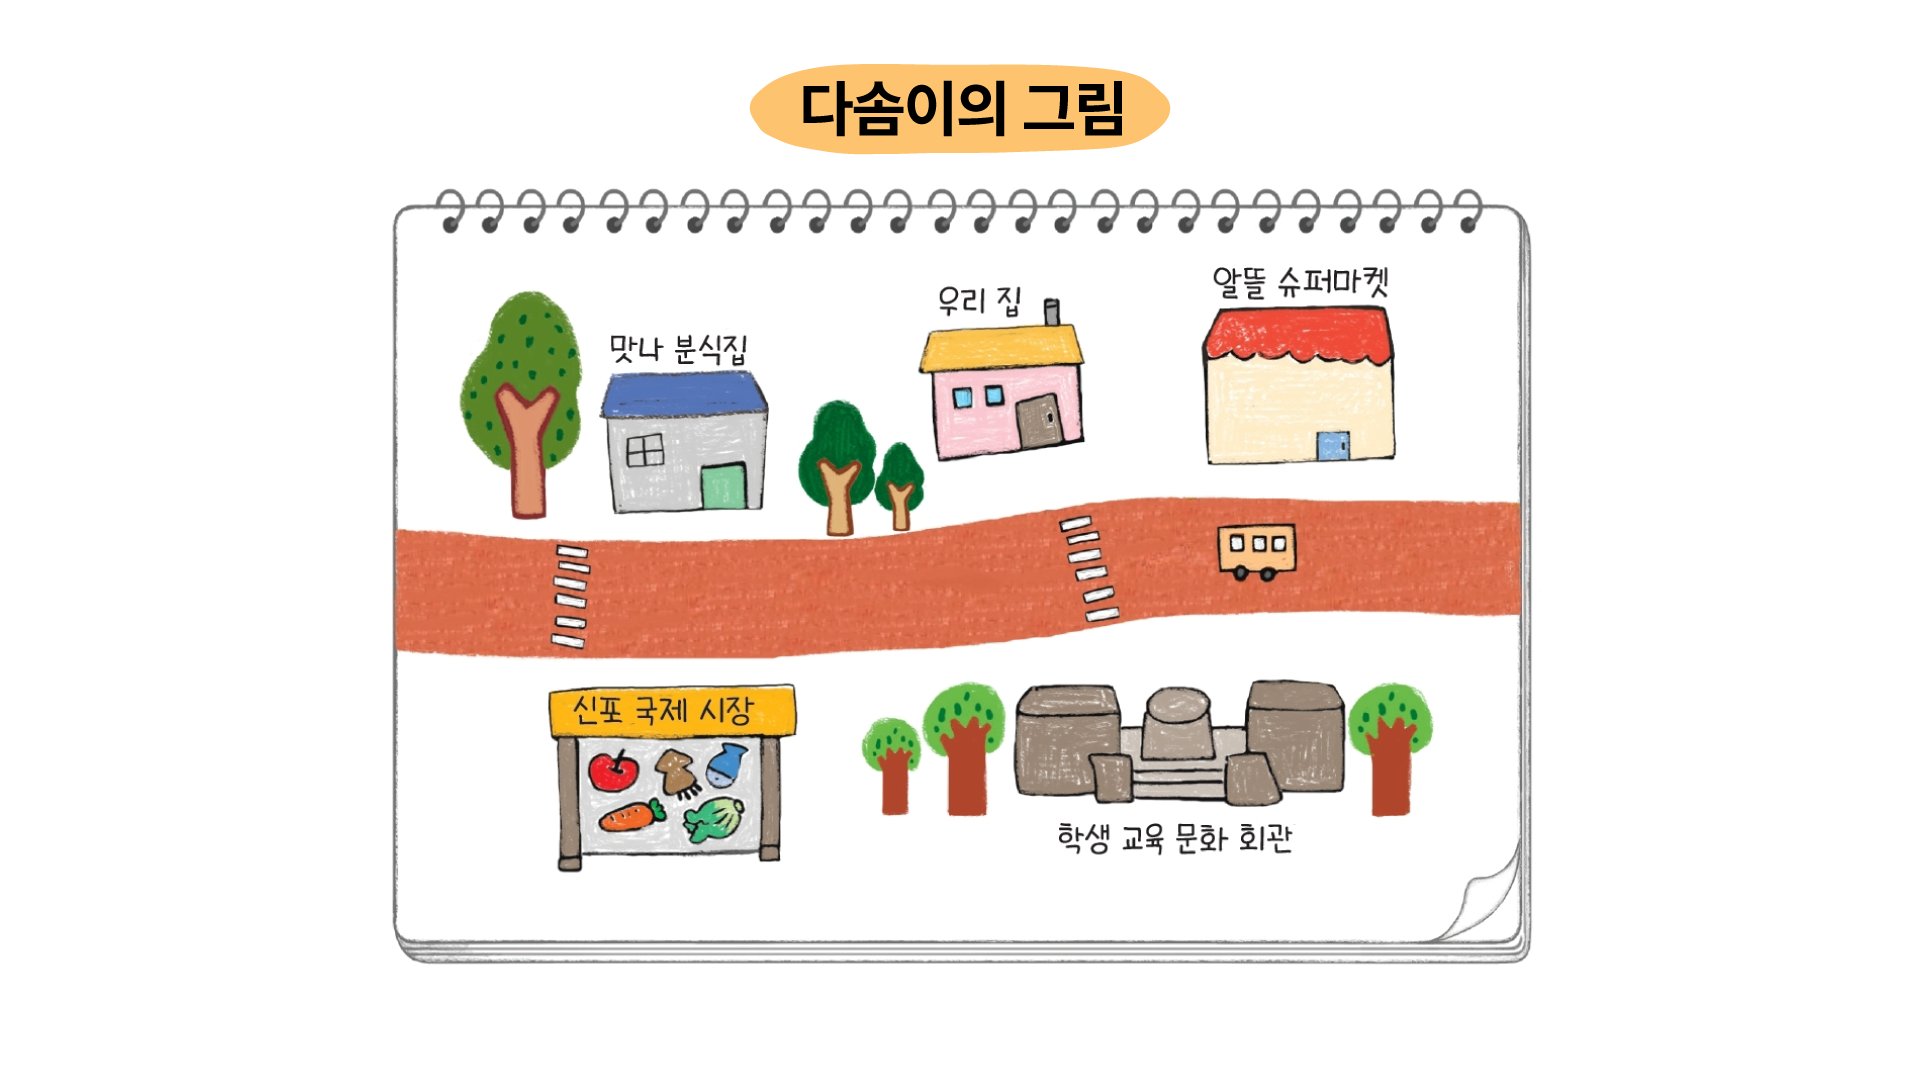 다솜이의 그림
알뜰 슈퍼마켓
우리 집
맛나 분식집
신포 국제 시장
학생 교육 문화 회관